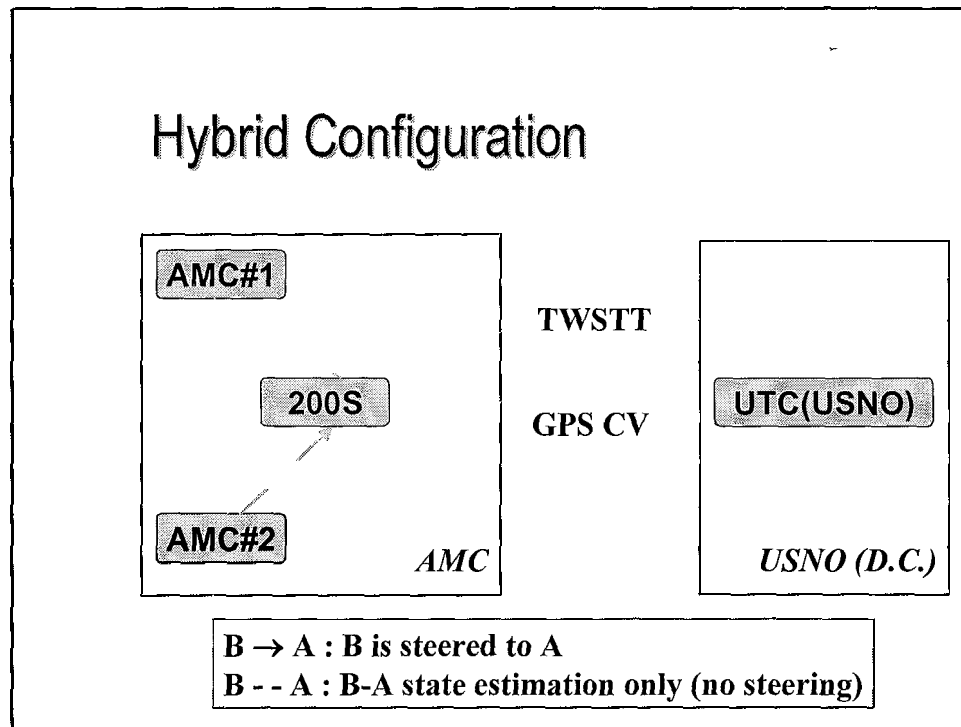 Hybrid Configuration
AMC#1
TWSTT
200S
UTC(USNO)
GPS CV
AMC#2
AMC
USNO (D.C.)
B → A : B is steered to A
B - - A : B-A state estimation only (no steering)